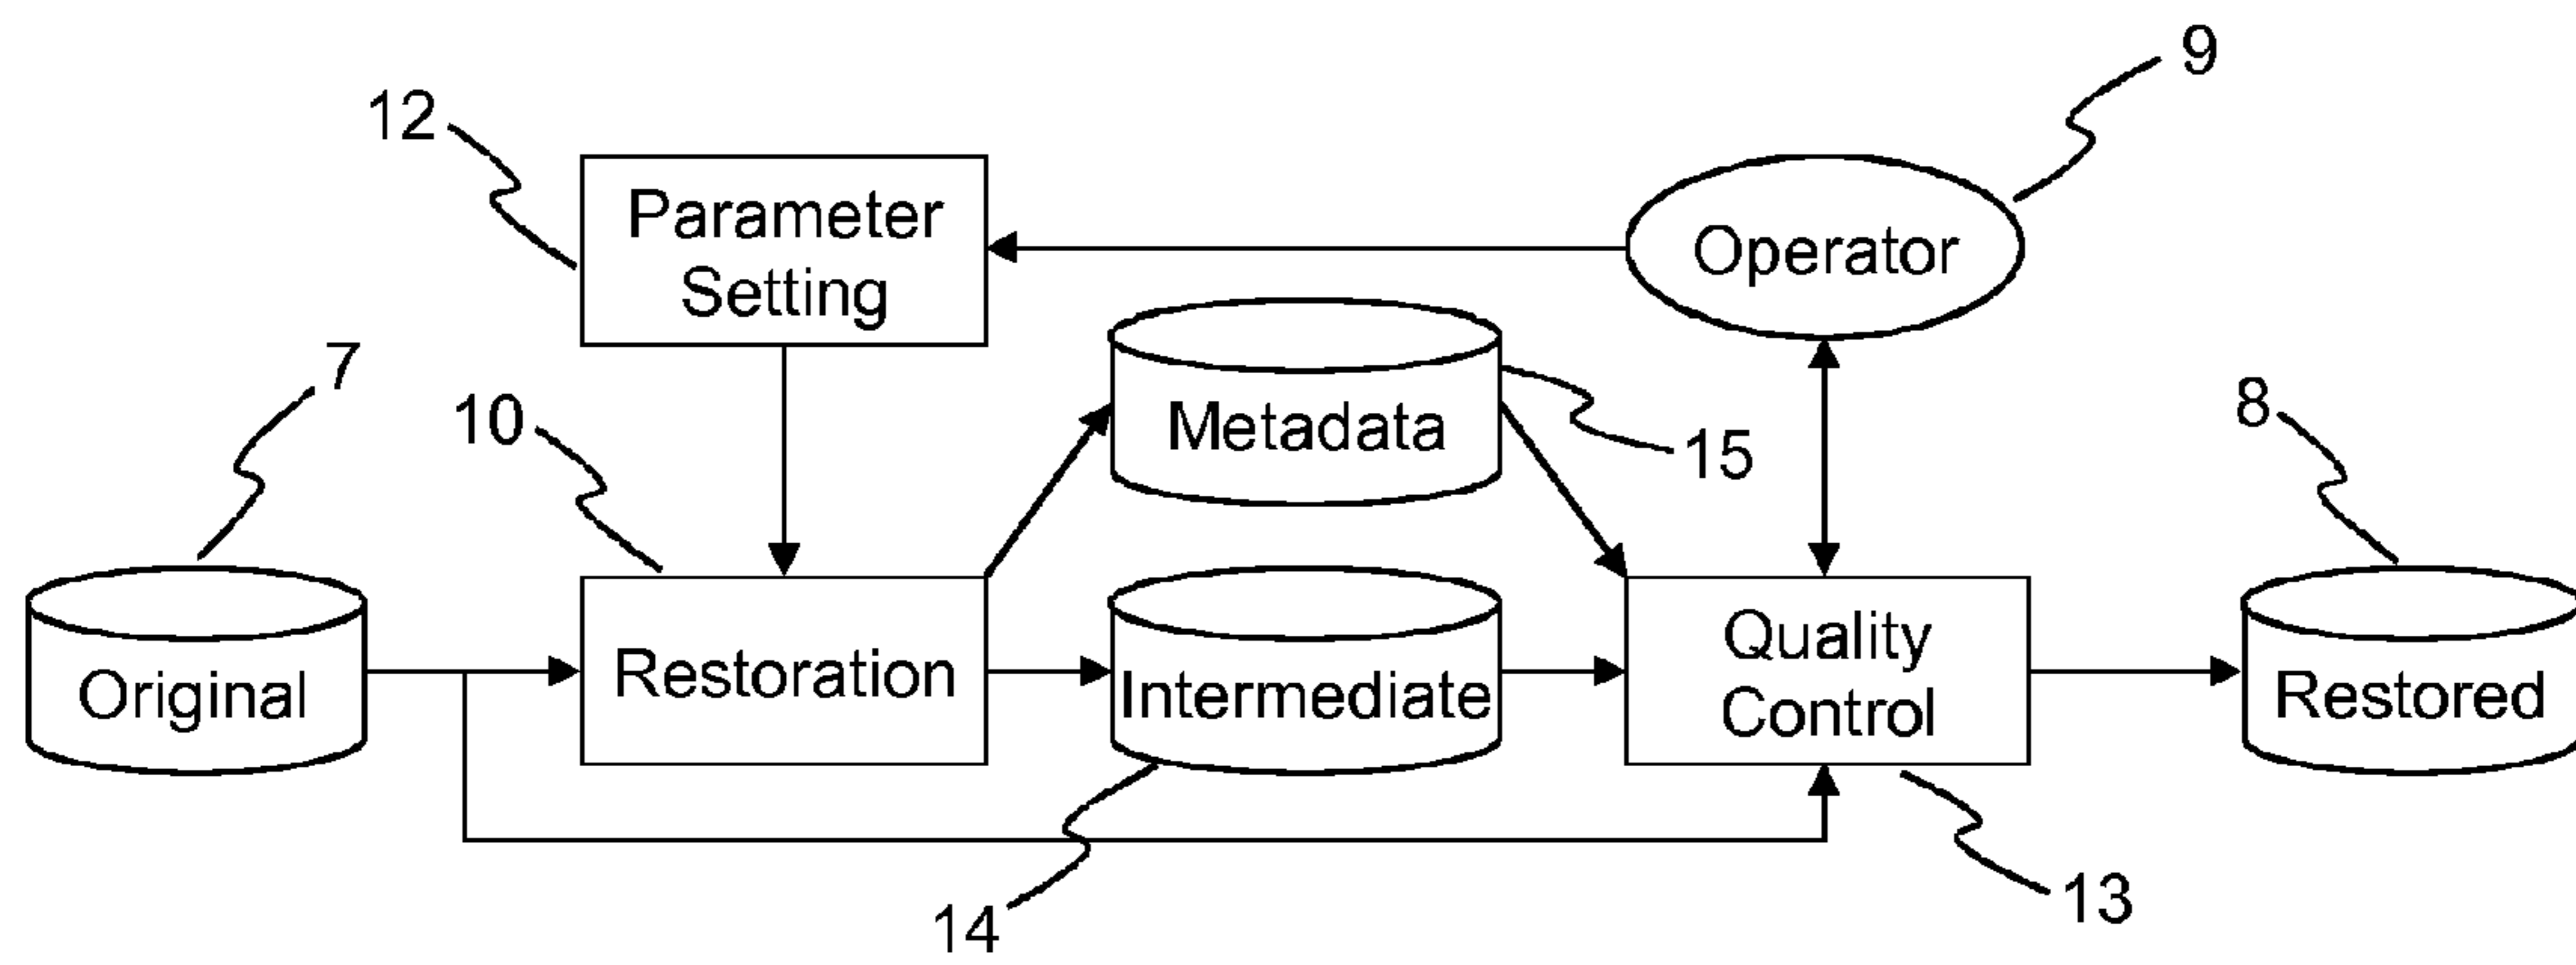 9
12
Parameter
Setting
Operator
7
10
Metadata
15
8
Original
Restoration
Intermediate
Quality
Control
Restored
14
13